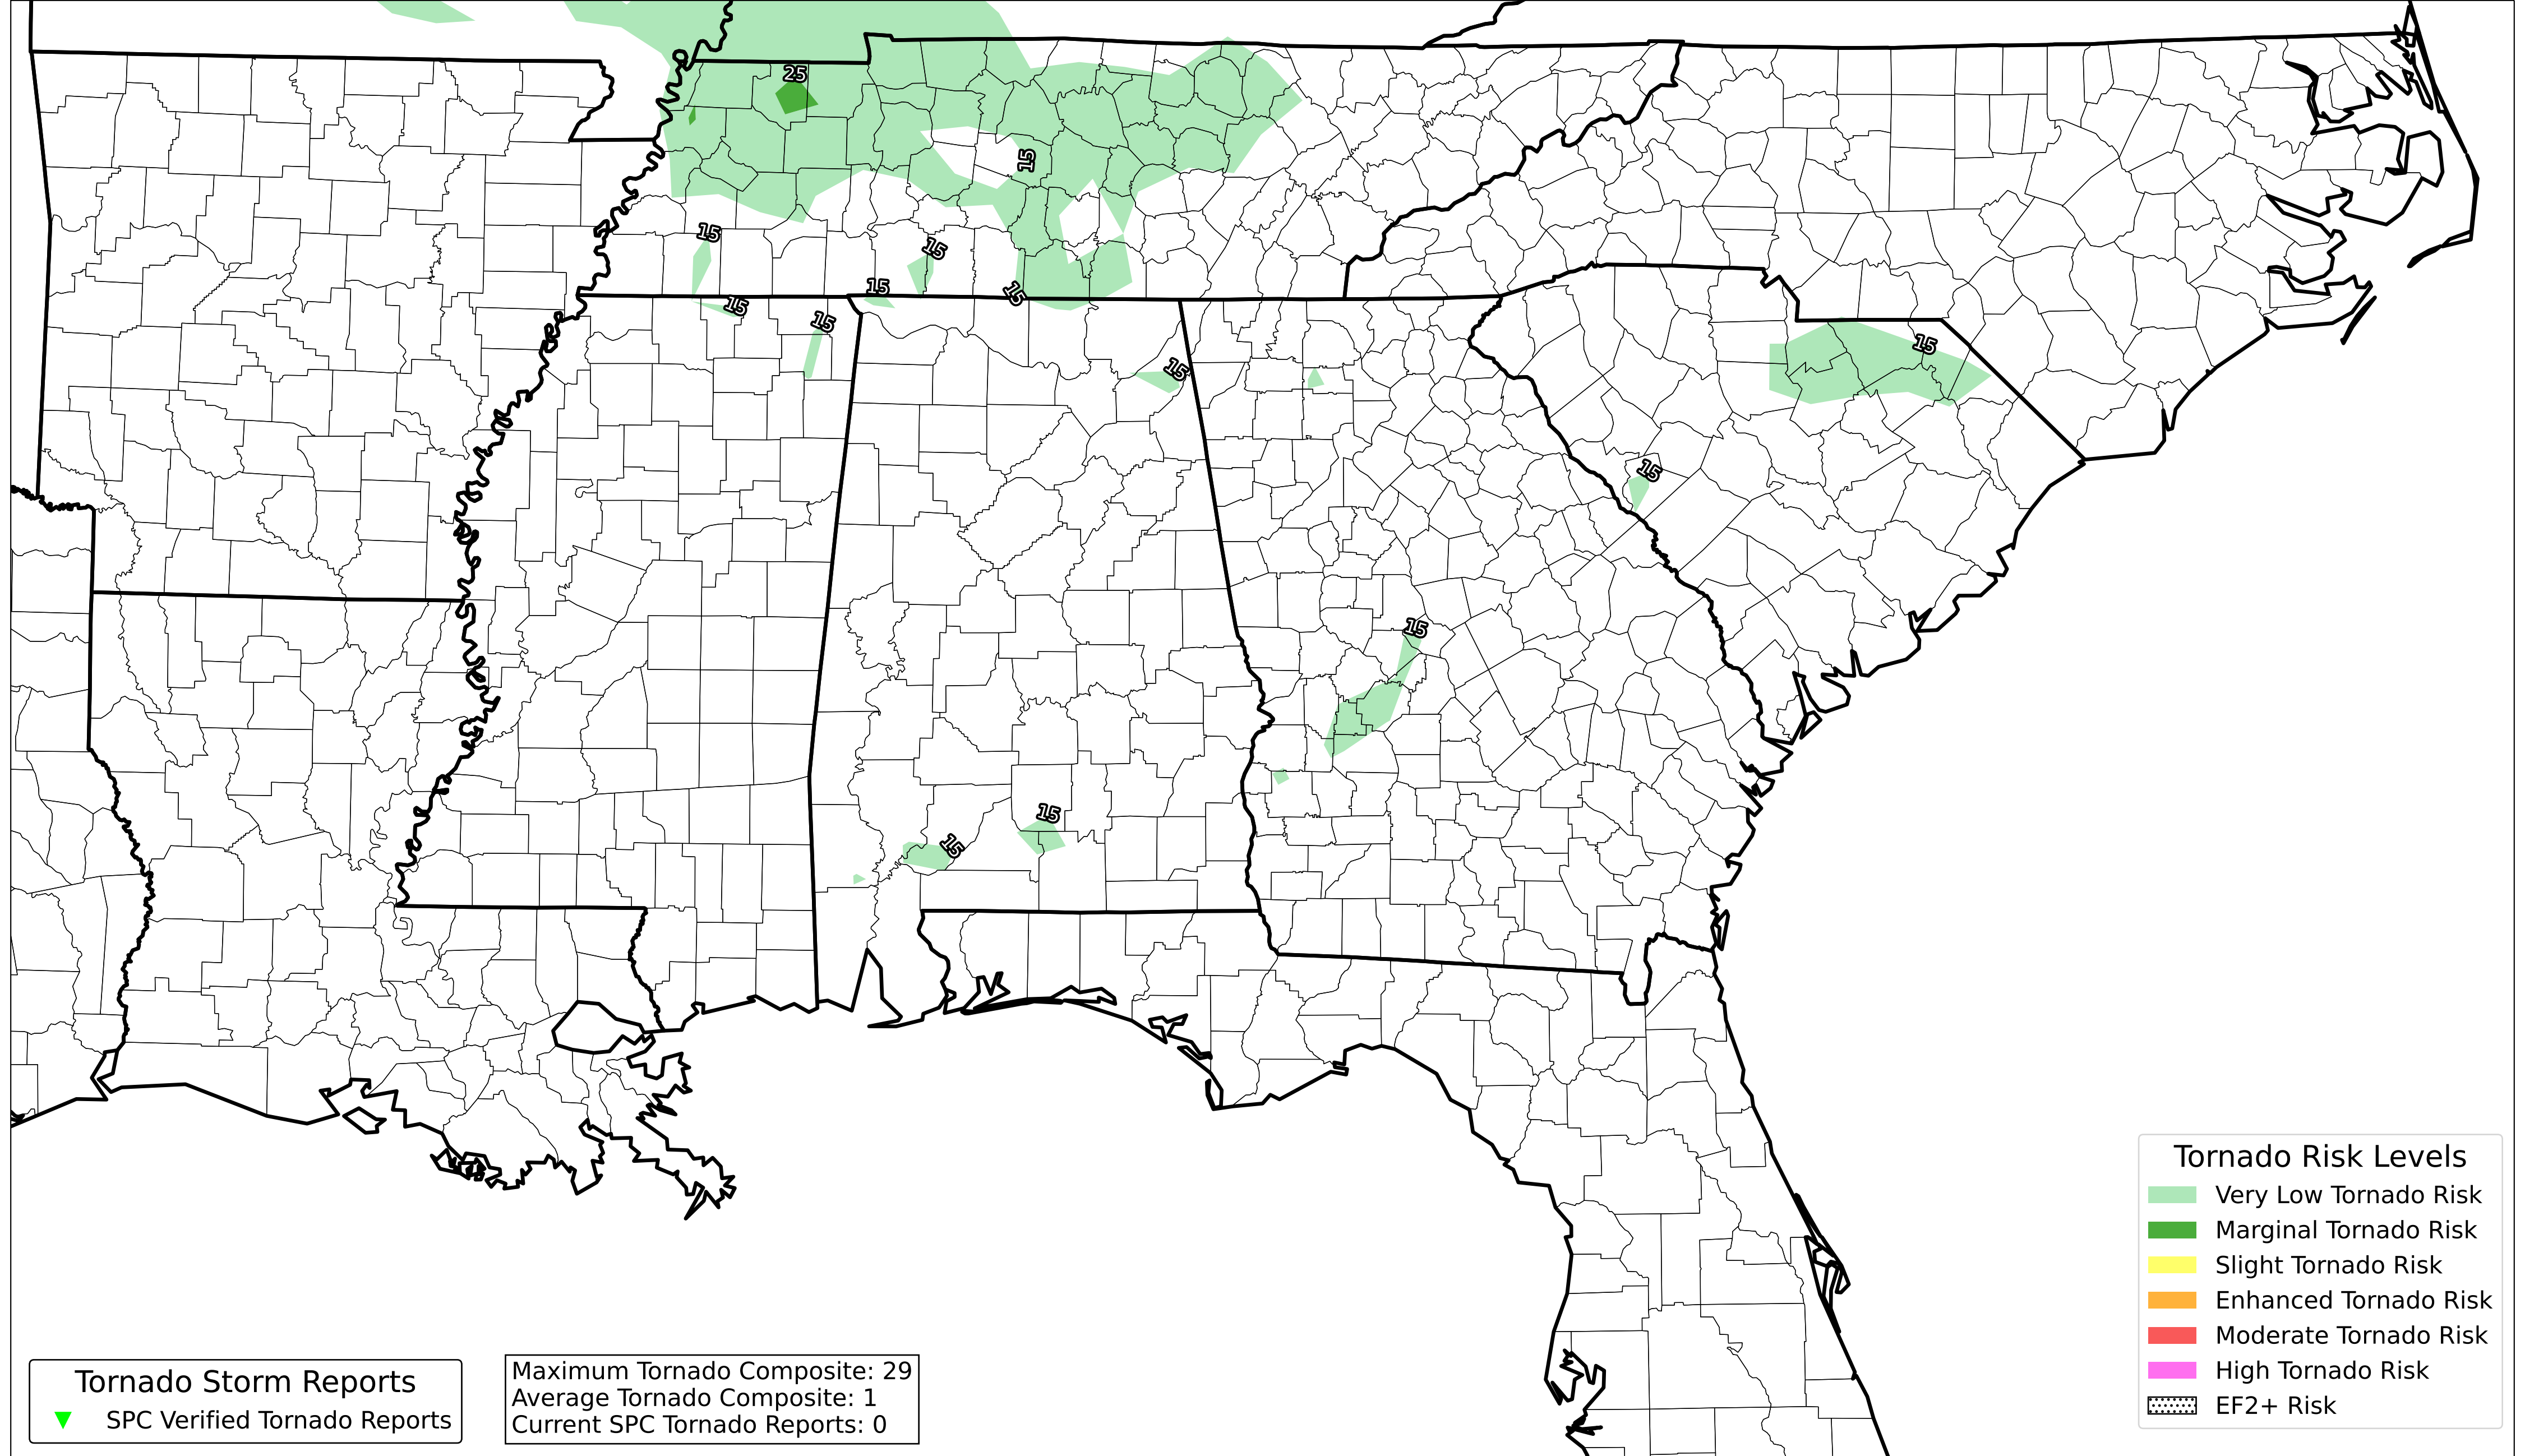 25
15
15
15
15
15
15
15
15
15
15
15
15
15
Tornado Risk Levels
Very Low Tornado Risk
Marginal Tornado Risk
Slight Tornado Risk
Enhanced Tornado Risk
Moderate Tornado Risk
High Tornado Risk
EF2+ Risk
Tornado Storm Reports
SPC Verified Tornado Reports
Maximum Tornado Composite: 29
Average Tornado Composite: 1
Current SPC Tornado Reports: 0